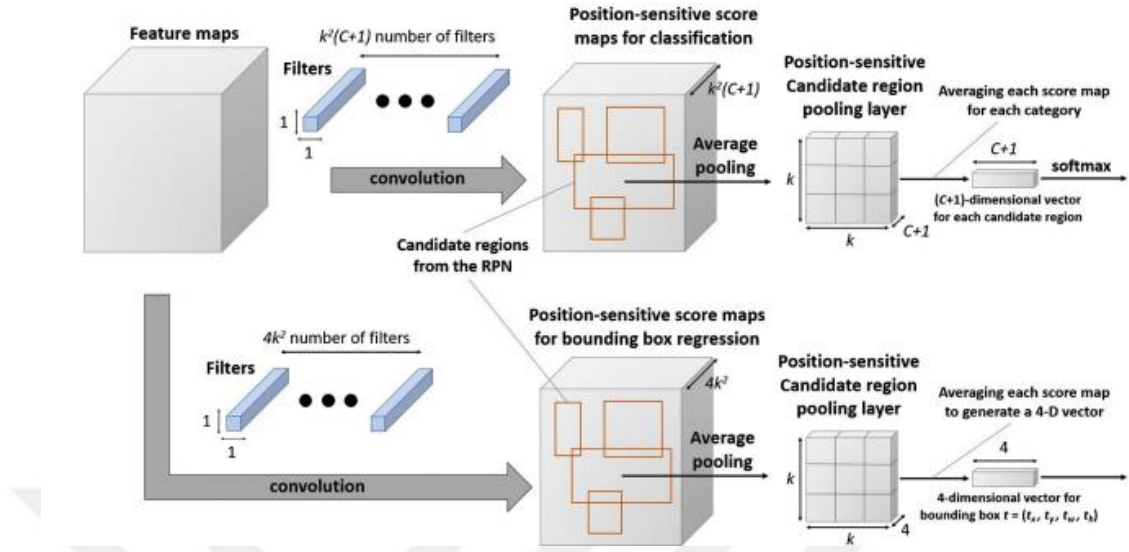 Feature maps
k²(C+1) number of filters
Filters
1
1
convolution
Position-sensitive score
maps for classification
k²(C+1)
Average
pooling
Position-sensitive
Candidate region
pooling layer
k
k
C+1
Averaging each score map
for each category
C+1
softmax
(C+1)-dimensional vector
for each candidate region
Candidate regions
from the RPN
4k² number of filters
Filters
1
1
convolution
Position-sensitive score maps
for bounding box regression
4k²
Average
pooling
Position-sensitive
Candidate region
pooling layer
k
k
4
Averaging each score map
to generate a 4-D vector
4
4-dimensional vector for
bounding box t = (tₓ, t_y, t_w, t_h)